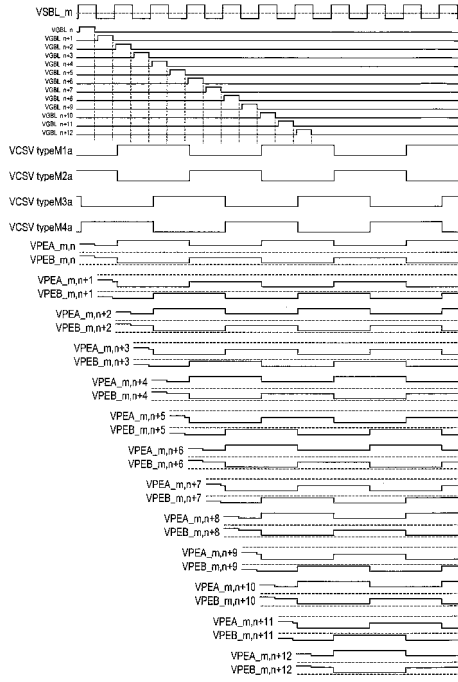 VSBL_m
VGBL n
VGBL n+1
VGBL n+2
VGBL n+3
VGBL n+4
VGBL n+5
VGBL n+6
VGBL n+7
VGBL n+8
VGBL n+9
VGBL n+10
VGBL n+11
VGBL n+12
VCSV typeM1a
VCSV typeM2a
VCSV typeM3a
VCSV typeM4a
VPEA_m,n
VPEB_m,n
VPEA_m,n+1
VPEB_m,n+1
VPEA_m,n+2
VPEB_m,n+2
VPEA_m,n+3
VPEB_m,n+3
VPEA_m,n+4
VPEB_m,n+4
VPEA_m,n+5
VPEB_m,n+5
VPEA_m,n+6
VPEB_m,n+6
VPEA_m,n+7
VPEB_m,n+7
VPEA_m,n+8
VPEB_m,n+8
VPEA_m,n+9
VPEB_m,n+9
VPEA_m,n+10
VPEB_m,n+10
VPEA_m,n+11
VPEB_m,n+11
VPEA_m,n+12
VPEB_m,n+12